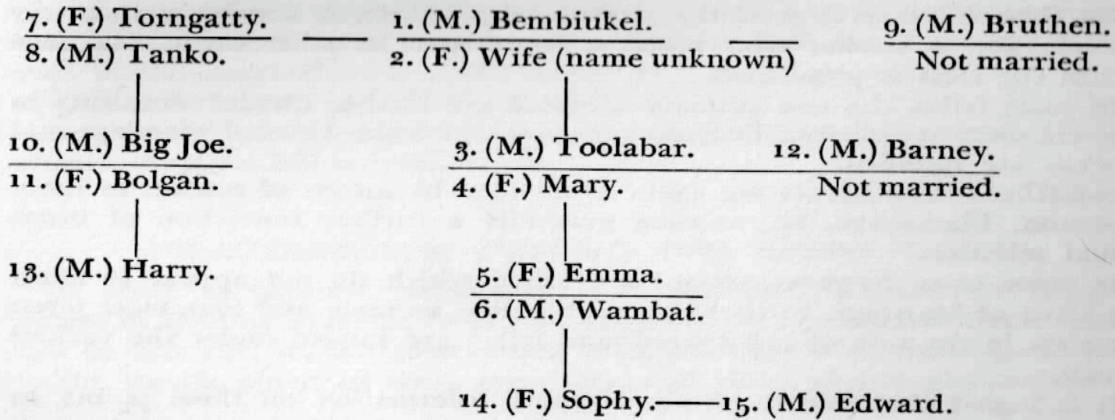 7. (F.) Torngatty. 1. (M.) Bembinkel. 9. (M.) Bruthen.
8. (M.) Tanko. 2. (F.) Wife (name unknown) Not married.
10. (M.) Big Joe. 3. (M.) Toolabar. 12. (M.) Barney.
11. (F.) Bolgan. 4. (F.) Mary. Not married.
13. (M.) Harry. 5. (F.) Emma.
6. (M.) Wambat.
14. (F.) Sophy.—15. (M.) Edward.